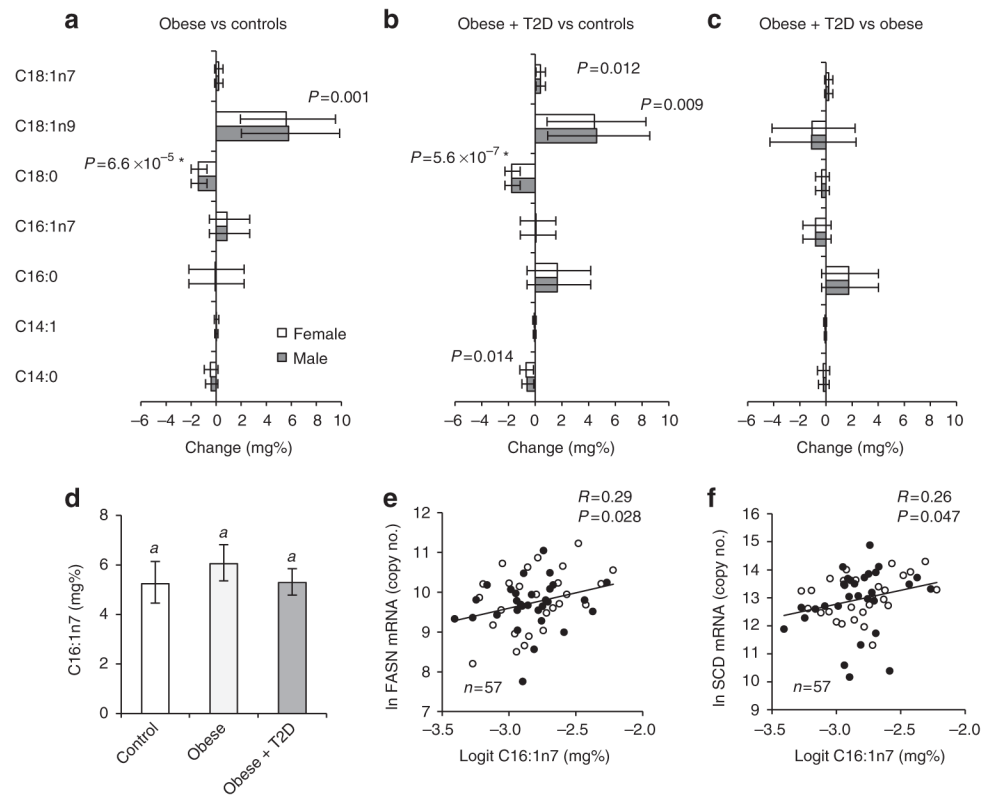 a Obese vs controls
b Obese + T2D vs controls
c Obese + T2D vs obese
C18:1n7
C18:1n9
C18:0
C16:1n7
C16:0
C14:1
C14:0
P=0.001
P=6.6 ×10–5 *
Female
Male
–6 –4 –2 0 2 4 6 8 10
Change (mg%)
P=0.012
P=0.009
P=5.6 ×10–7 *
P=0.014
–6 –4 –2 0 2 4 6 8 10
Change (mg%)
–6 –4 –2 0 2 4 6 8 10
Change (mg%)
d
C16:1n7 (mg%)
8
6
4
2
0
a a a
Control
Obese
Obese + T2D
e
R=0.29
P=0.028
ln FASN mRNA (copy no.)
12
11
10
9
8
7
n=57
–3.5 –3.0 –2.5 –2.0
Logit C16:1n7 (mg%)
f
R=0.26
P=0.047
ln SCD mRNA (copy no.)
16
15
14
13
12
11
10
9
n=57
–3.5 –3.0 –2.5 –2.0
Logit C16:1n7 (mg%)